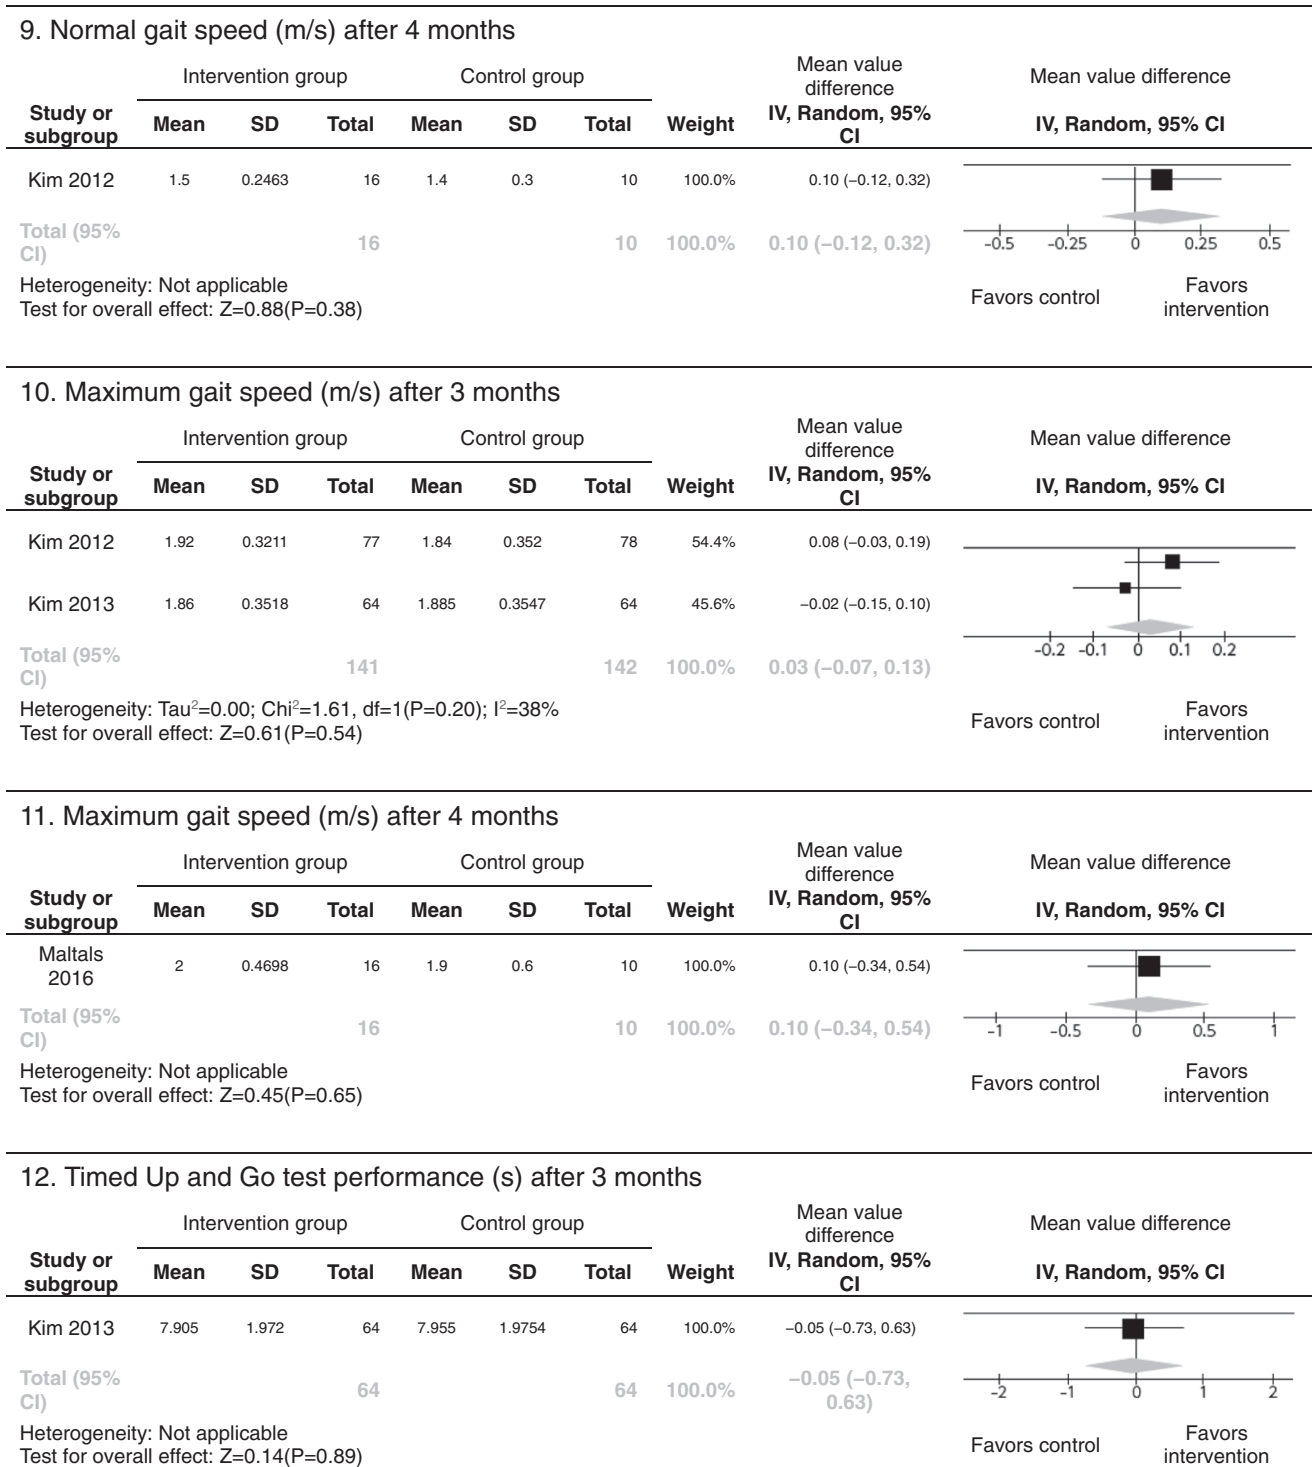 9. Normal gait speed (m/s) after 4 months
Intervention group Control group Mean value difference Mean value difference
Study or subgroup Mean SD Total Mean SD Total Weight IV, Random, 95% CI IV, Random, 95% CI
Kim 2012 1.5 0.2463 16 1.4 0.3 10 100.0% 0.10 (−0.12, 0.32)
Total (95% CI) 16 10 100.0% 0.10 (−0.12, 0.32)
-0.5 -0.25 0 0.25 0.5
Heterogeneity: Not applicable
Test for overall effect: Z=0.88(P=0.38)
Favors control Favors intervention
10. Maximum gait speed (m/s) after 3 months
Intervention group Control group Mean value difference Mean value difference
Study or subgroup Mean SD Total Mean SD Total Weight IV, Random, 95% CI IV, Random, 95% CI
Kim 2012 1.92 0.3211 77 1.84 0.352 78 54.4% 0.08 (−0.03, 0.19)
Kim 2013 1.86 0.3518 64 1.885 0.3547 64 45.6% −0.02 (−0.15, 0.10)
Total (95% CI) 141 142 100.0% 0.03 (−0.07, 0.13)
-0.2 -0.1 0 0.1 0.2
Heterogeneity: Tau²=0.00; Chi²=1.61, df=1(P=0.20); I²=38%
Test for overall effect: Z=0.61(P=0.54)
Favors control Favors intervention
11. Maximum gait speed (m/s) after 4 months
Intervention group Control group Mean value difference Mean value difference
Study or subgroup Mean SD Total Mean SD Total Weight IV, Random, 95% CI IV, Random, 95% CI
Maltals 2016 2 0.4698 16 1.9 0.6 10 100.0% 0.10 (−0.34, 0.54)
Total (95% CI) 16 10 100.0% 0.10 (−0.34, 0.54)
-1 -0.5 0 0.5 1
Heterogeneity: Not applicable
Test for overall effect: Z=0.45(P=0.65)
Favors control Favors intervention
12. Timed Up and Go test performance (s) after 3 months
Intervention group Control group Mean value difference Mean value difference
Study or subgroup Mean SD Total Mean SD Total Weight IV, Random, 95% CI IV, Random, 95% CI
Kim 2013 7.905 1.972 64 7.955 1.9754 64 100.0% −0.05 (−0.73, 0.63)
Total (95% CI) 64 64 100.0% −0.05 (−0.73, 0.63)
-2 -1 0 1 2
Heterogeneity: Not applicable
Test for overall effect: Z=0.14(P=0.89)
Favors control Favors intervention